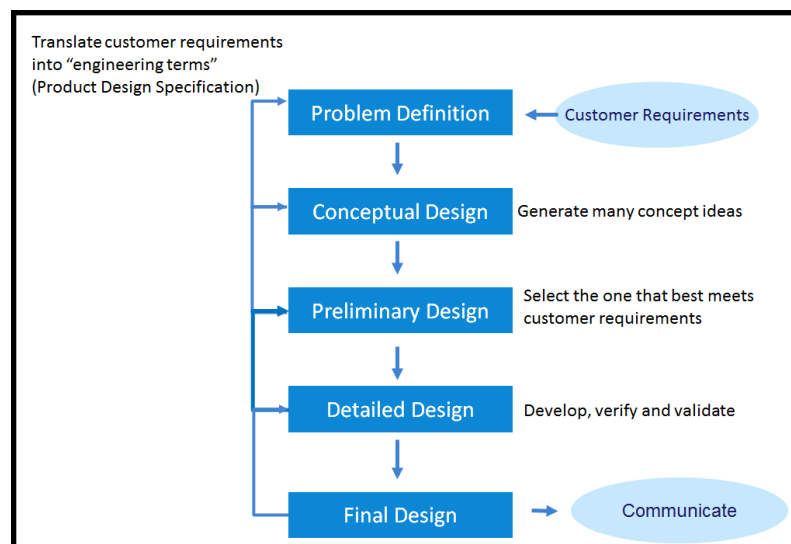 Translate customer requirements
into “engineering terms”
(Product Design Specification)
Problem Definition
Customer Requirements
Conceptual Design
Generate many concept ideas
Preliminary Design
Select the one that best meets
customer requirements
Detailed Design
Develop, verify and validate
Final Design
Communicate